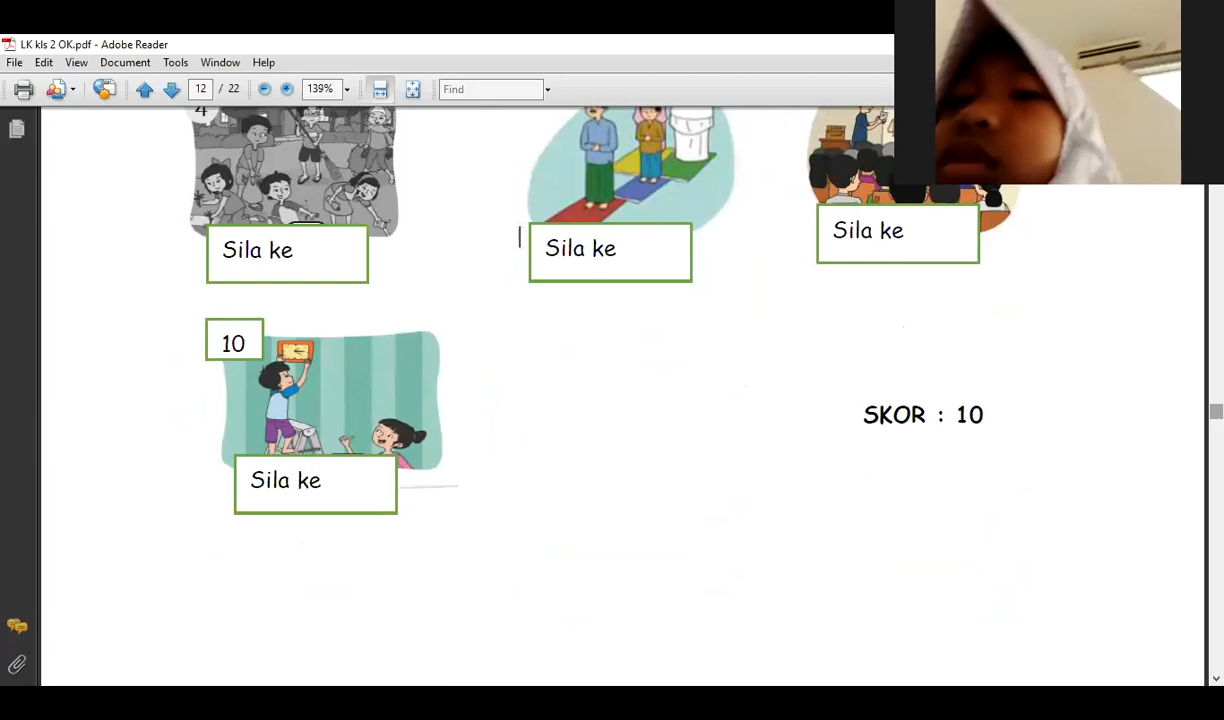 LK kls 2 OK.pdf - Adobe Reader
File Edit View Document Tools Window Help
12 / 22 139% Find
4
Sila ke
Sila ke
Sila ke
10
Sila ke
SKOR : 10